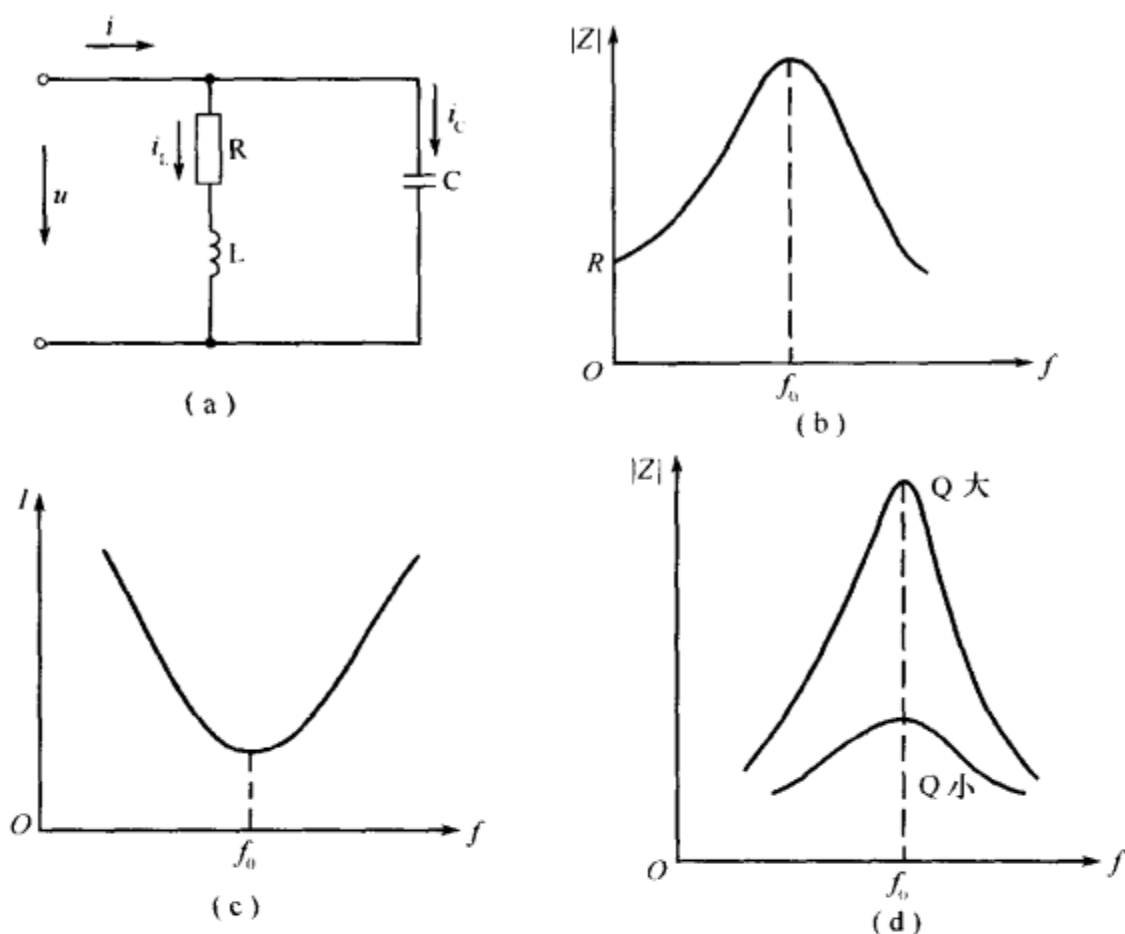 i
i_L
R
i_C
u
C
L
(a)
|Z|
R
O
f_0
f
(b)
I
O
f_0
f
(c)
|Z|
Q 大
Q 小
O
f_0
f
(d)